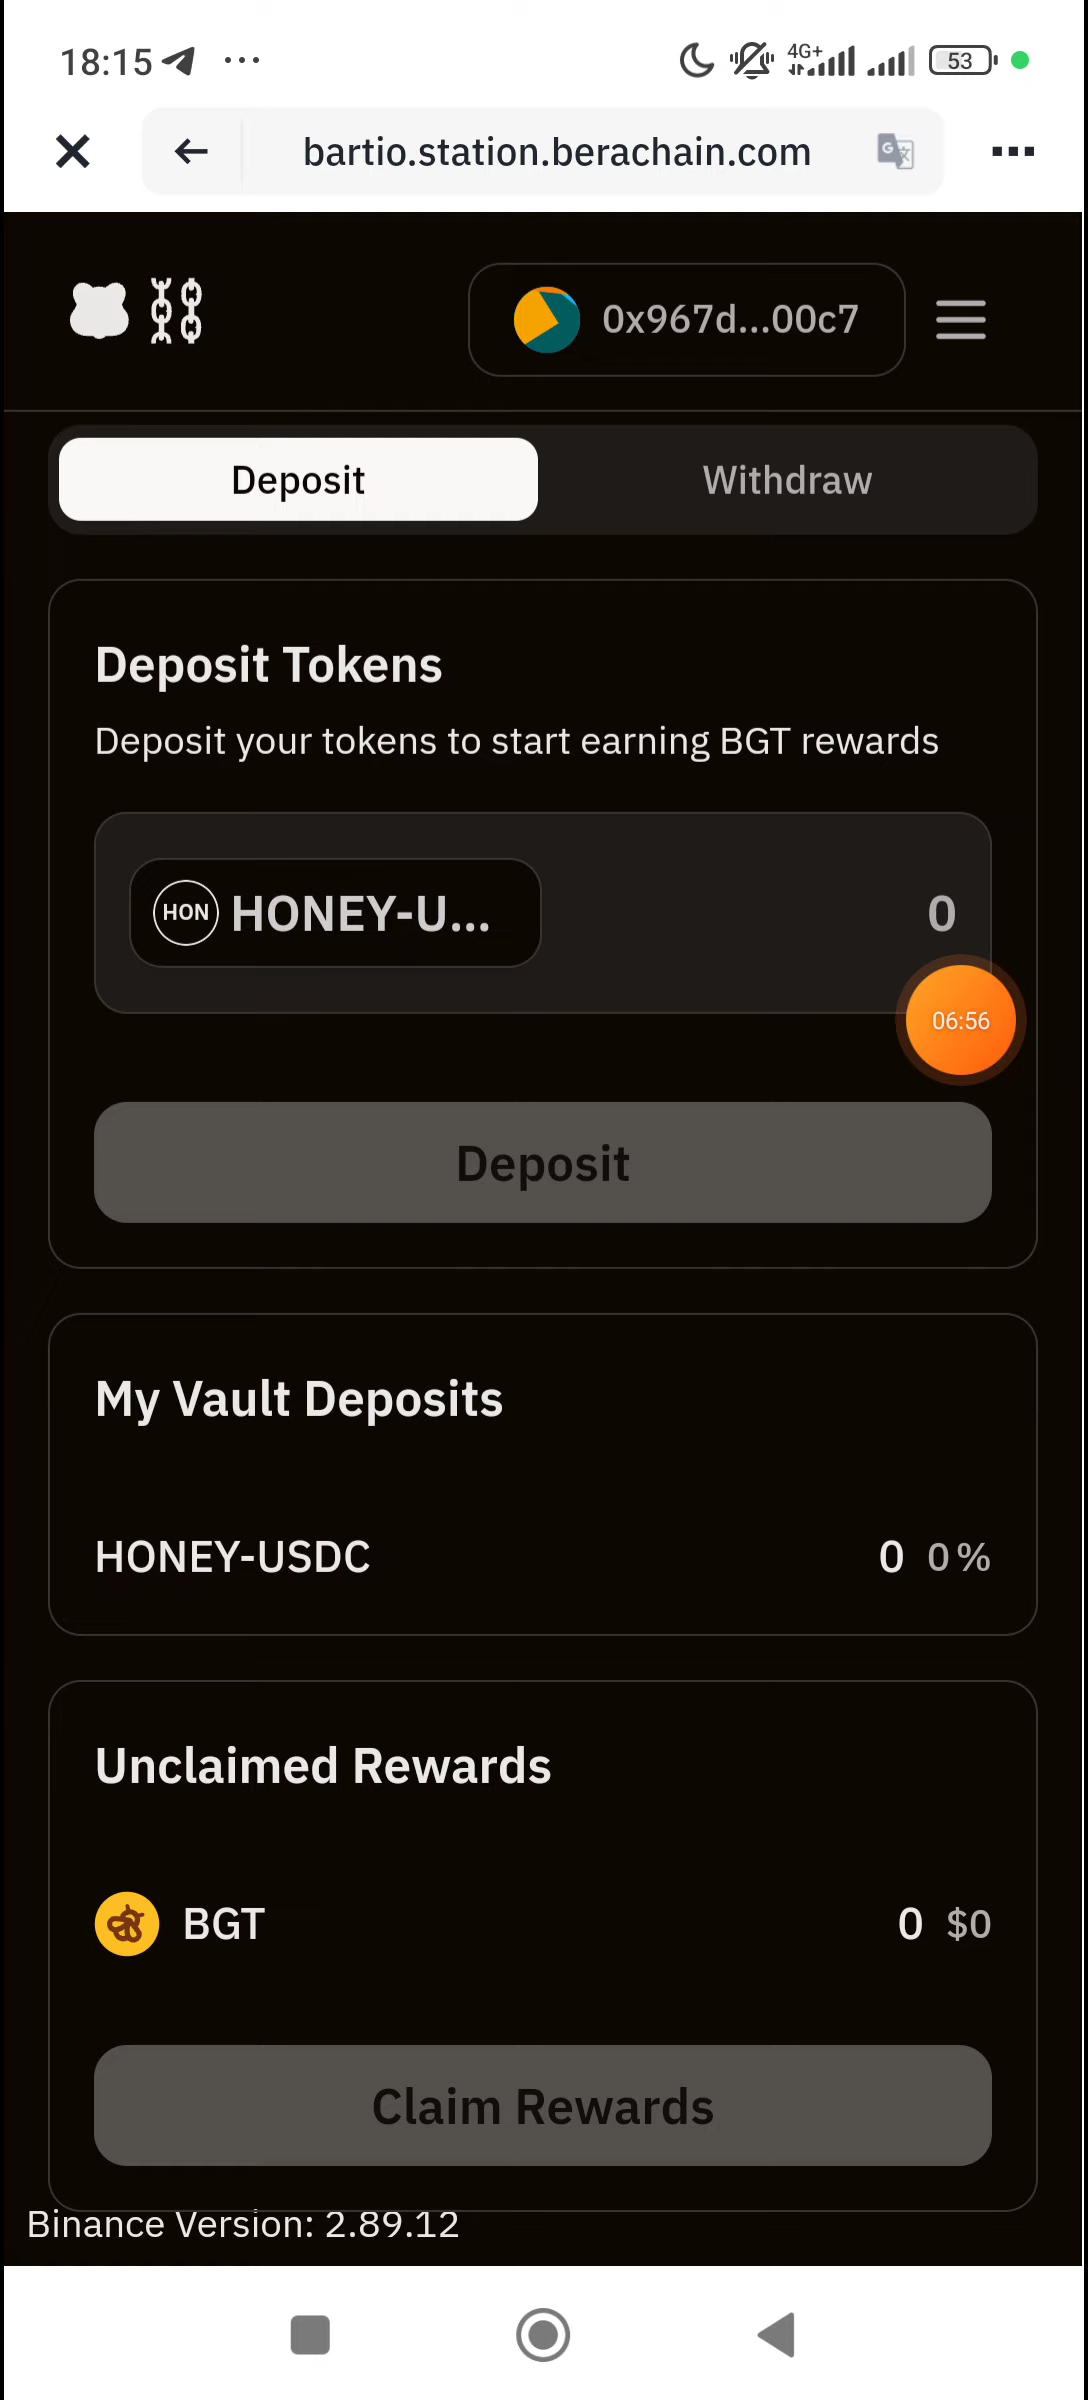 18:15 ...
4G+
53
bartio.station.berachain.com
0x967d...00c7
Deposit
Withdraw
Deposit Tokens
Deposit your tokens to start earning BGT rewards
HON HONEY-U... 0
06:56
Deposit
My Vault Deposits
HONEY-USDC 0 0%
Unclaimed Rewards
BGT 0 $0
Claim Rewards
Binance Version: 2.89.12